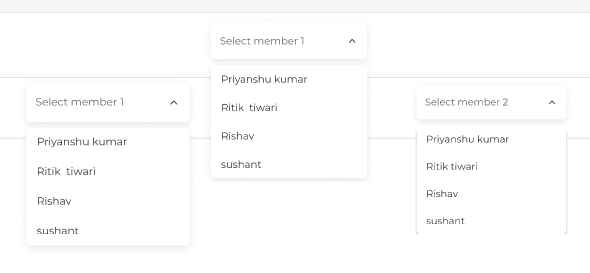 Select member 1
Priyanshu kumar
Ritik  tiwari
Rishav
sushant
Select member 1
Priyanshu kumar
Ritik  tiwari
Rishav
sushant
Select member 2
Priyanshu kumar
Ritik tiwari
Rishav
sushant